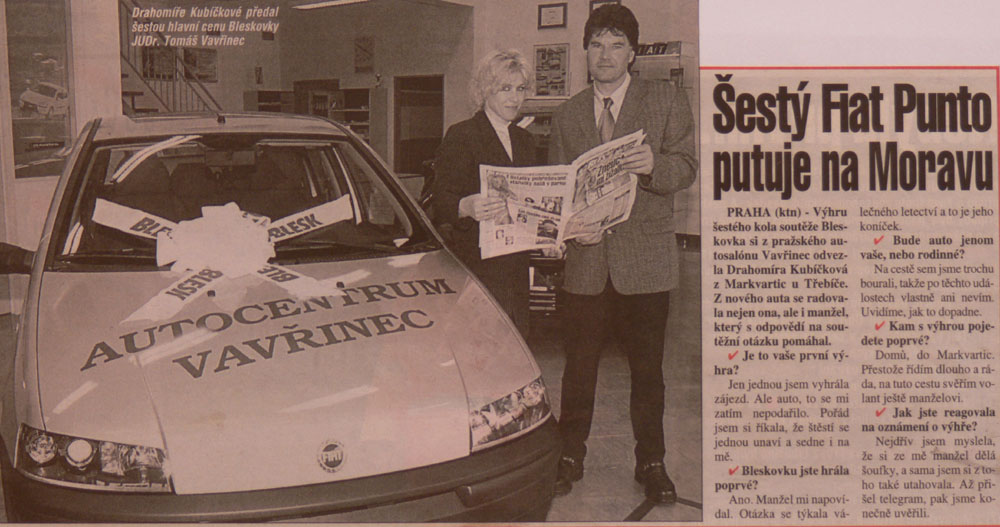 Drahomíře Kubíčkové předal
šestou hlavní cenu Bleskovky
JUDr. Tomáš Vavřinec
BLESK
BLESK
BLESK
AUTOCENTRUM
VAVŘINEC
FIAT
Šestý Fiat Punto
putuje na Moravu
PRAHA (ktn) - Výhru
šestého kola soutěže Bles-
kovka si z pražského au-
tosalónu Vavřinec odvez-
la Drahomíra Kubíčková
z Markvartic u Třebíče.
Z nového auta se radova-
la nejen ona, ale i manžel,
který s odpovědí na sou-
těžní otázku pomáhal.
✓ Je to vaše první vý-
hra?
Jen jednou jsem vyhrála
zájezd. Ale auto, to se mi
zatím nepodařilo. Pořád
jsem si říkala, že štěstí se
jednou unaví a sedne i na
mě.
✓ Bleskovku jste hrála
poprvé?
Ano. Manžel mi napoví-
dal. Otázka se týkala vá-
lečného letectví a to je jeho
koníček.
✓ Bude auto jenom
vaše, nebo rodinné?
Na cestě sem jsme trochu
bourali, takže po těchto udá-
lostech vlastně ani nevím.
Uvidíme, jak to dopadne.
✓ Kam s výhrou poje-
dete poprvé?
Domů, do Markvartic.
Přestože řídím dlouho a rá-
da, na tuto cestu svěřím vo-
lant ještě manželovi.
✓ Jak jste reagovala
na oznámení o výhře?
Nejdřív jsem myslela,
že si ze mě manžel dělá
šoufky, a sama jsem si z to-
ho také utahovala. Až při-
šel telegram, pak jsme ko-
nečně uvěřili.